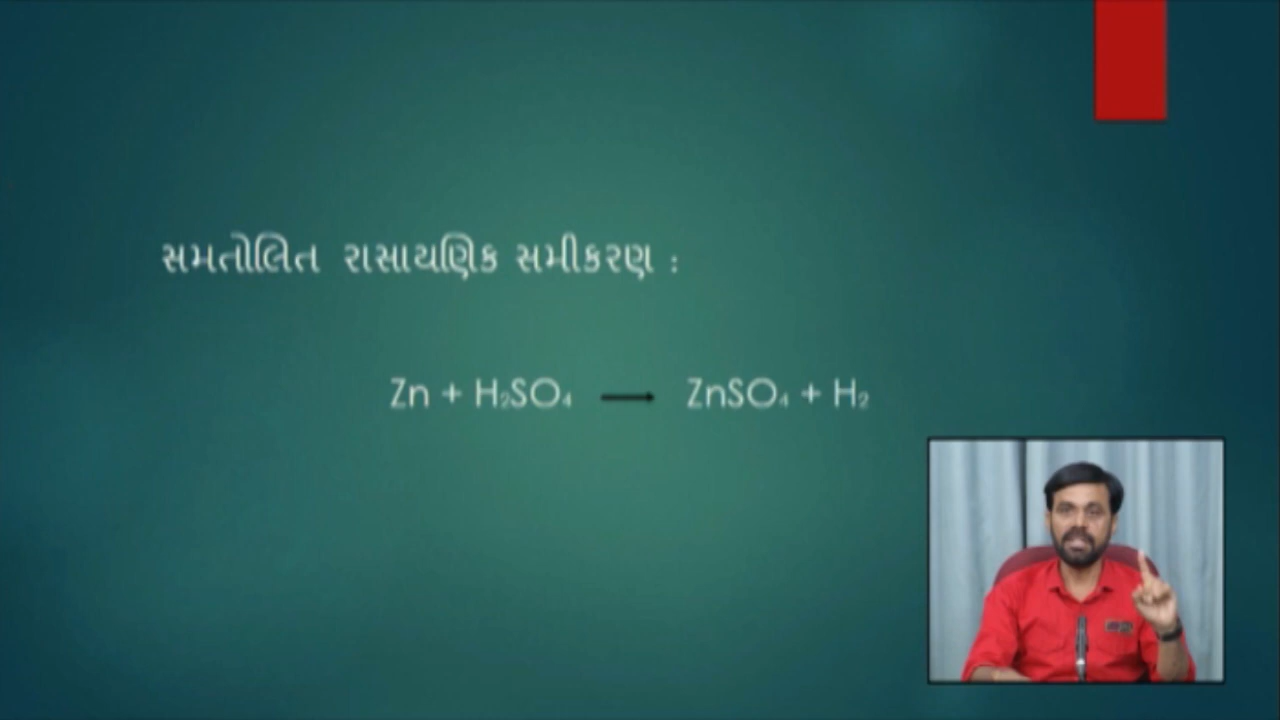 સમતોલિત રાસાયણિક સમીકરણ :
Zn + H₂SO₄ ⟶ ZnSO₄ + H₂